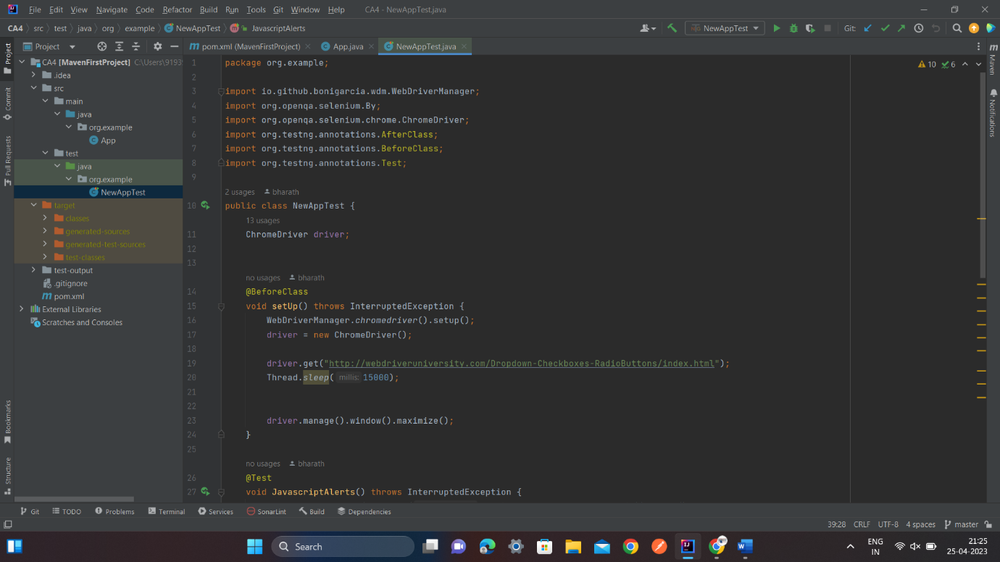 File Edit View Navigate Code Refactor Build Run Tools Git Window Help CA4 - NewAppTest.java
CA4 src test java org example NewAppTest JavascriptAlerts NewAppTest Git:
Project
pom.xml (MavenFirstProject) App.java NewAppTest.java
CA4 [MavenFirstProject] C:\Users\9193
.idea
src
main
java
org.example
App
test
java
org.example
NewAppTest
target
classes
generated-sources
generated-test-sources
test-classes
test-output
.gitignore
pom.xml
External Libraries
Scratches and Consoles
Project
Commit
Pull Requests
Bookmarks
Structure
1 package org.example;
2
3 import io.github.bonigarcia.wdm.WebDriverManager;
4 import org.openqa.selenium.By;
5 import org.openqa.selenium.chrome.ChromeDriver;
6 import org.testng.annotations.AfterClass;
7 import org.testng.annotations.BeforeClass;
8 import org.testng.annotations.Test;
9
2 usages bharath
10 public class NewAppTest {
13 usages
11 ChromeDriver driver;
12
13
no usages bharath
14 @BeforeClass
15 void setUp() throws InterruptedException {
16 WebDriverManager.chromedriver().setup();
17 driver = new ChromeDriver();
18
19 driver.get("http://webdriveruniversity.com/Dropdown-Checkboxes-RadioButtons/index.html");
20 Thread.sleep( millis: 15000);
21
22
23 driver.manage().window().maximize();
24 }
25
no usages bharath
26 @Test
27 void JavascriptAlerts() throws InterruptedException {
10 6
Maven
Notifications
Git TODO Problems Terminal Services SonarLint Build Dependencies
39:28 CRLF UTF-8 4 spaces master
Search
ENG
IN
21:25
25-04-2023